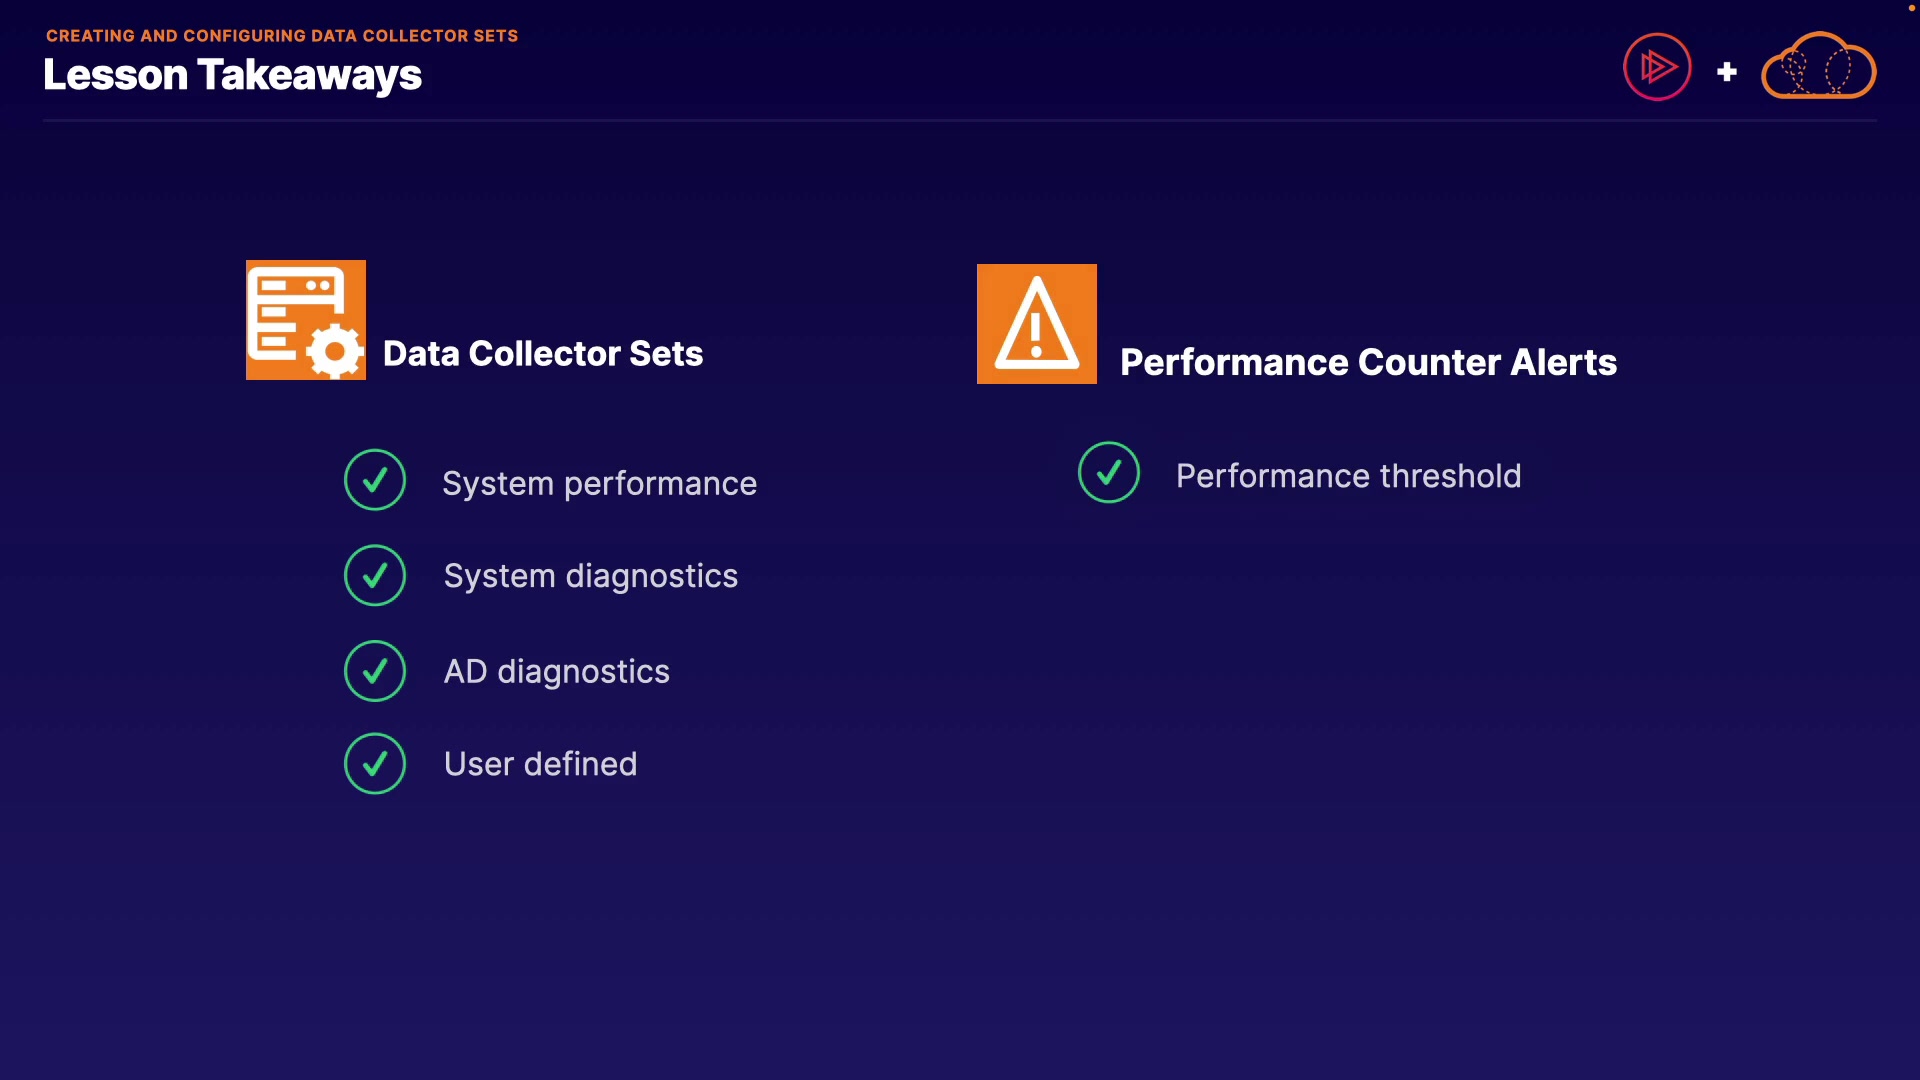 CREATING AND CONFIGURING DATA COLLECTOR SETS
Lesson Takeaways
Data Collector Sets
System performance
System diagnostics
AD diagnostics
User defined
Performance Counter Alerts
Performance threshold